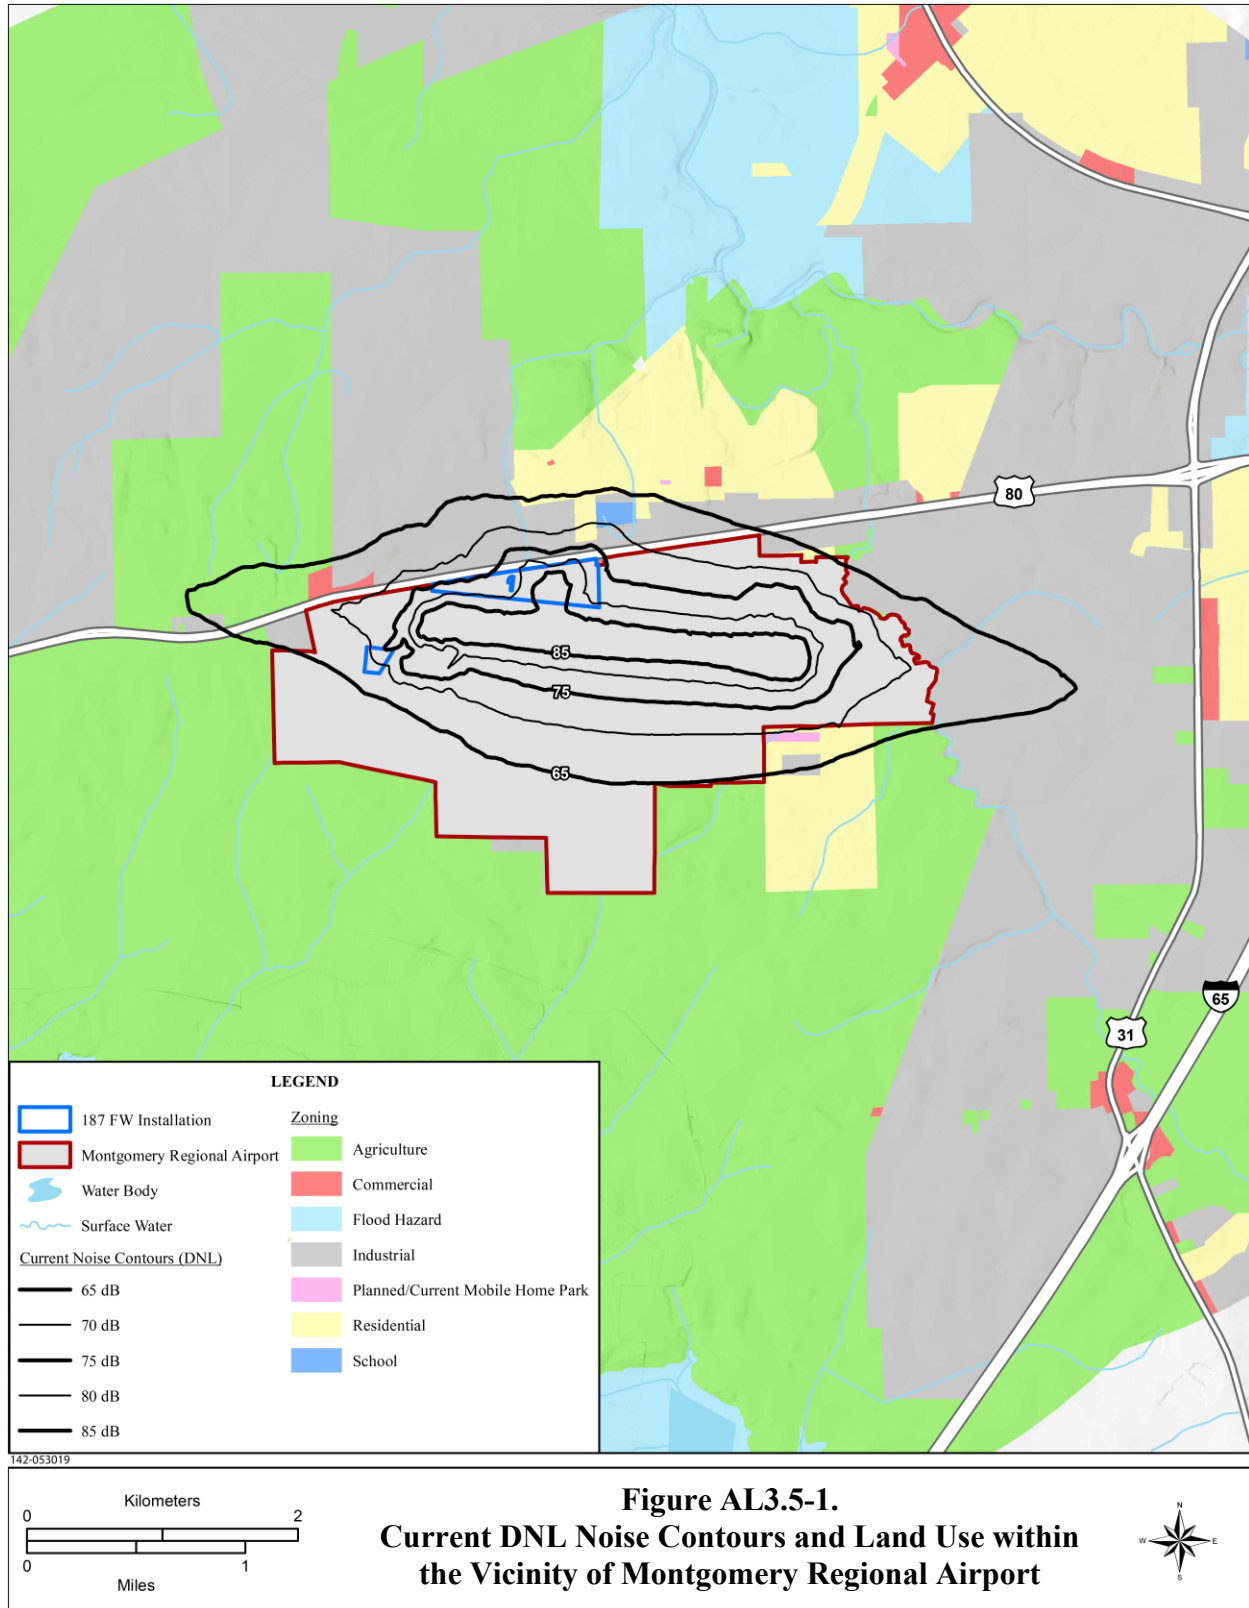 80
85
75
65
65
31
LEGEND
187 FW Installation
Montgomery Regional Airport
Water Body
Surface Water
Current Noise Contours (DNL)
65 dB
70 dB
75 dB
80 dB
85 dB
Zoning
Agriculture
Commercial
Flood Hazard
Industrial
Planned/Current Mobile Home Park
Residential
School
142-053019
Kilometers
0 2
0 1
Miles
Figure AL3.5-1.
Current DNL Noise Contours and Land Use within
the Vicinity of Montgomery Regional Airport
N
W E
S